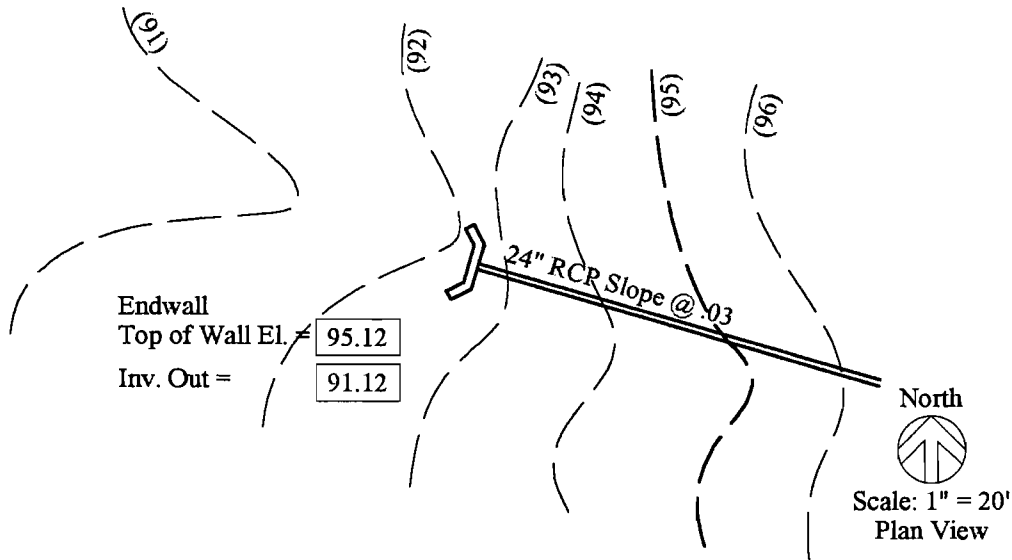 (91)
(92)
(93)
(94)
(95)
(96)
24" RCP Slope @ .03
Endwall
Top of Wall El. = 95.12
Inv. Out = 91.12
North
Scale: 1" = 20'
Plan View